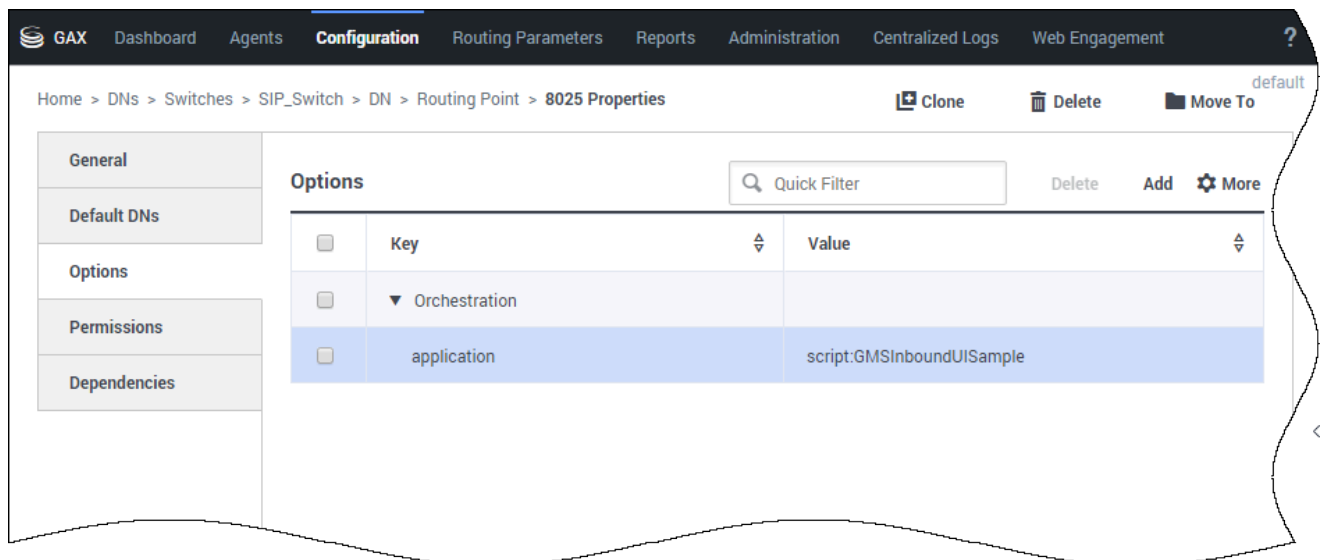 GAX Dashboard Agents Configuration Routing Parameters Reports Administration Centralized Logs Web Engagement ?
default
Home > DNs > Switches > SIP_Switch > DN > Routing Point > 8025 Properties Clone Delete Move To
General
Default DNs
Options
Permissions
Dependencies
Options Quick Filter Delete Add More
Key Value
Orchestration
application script:GMSInboundUISample